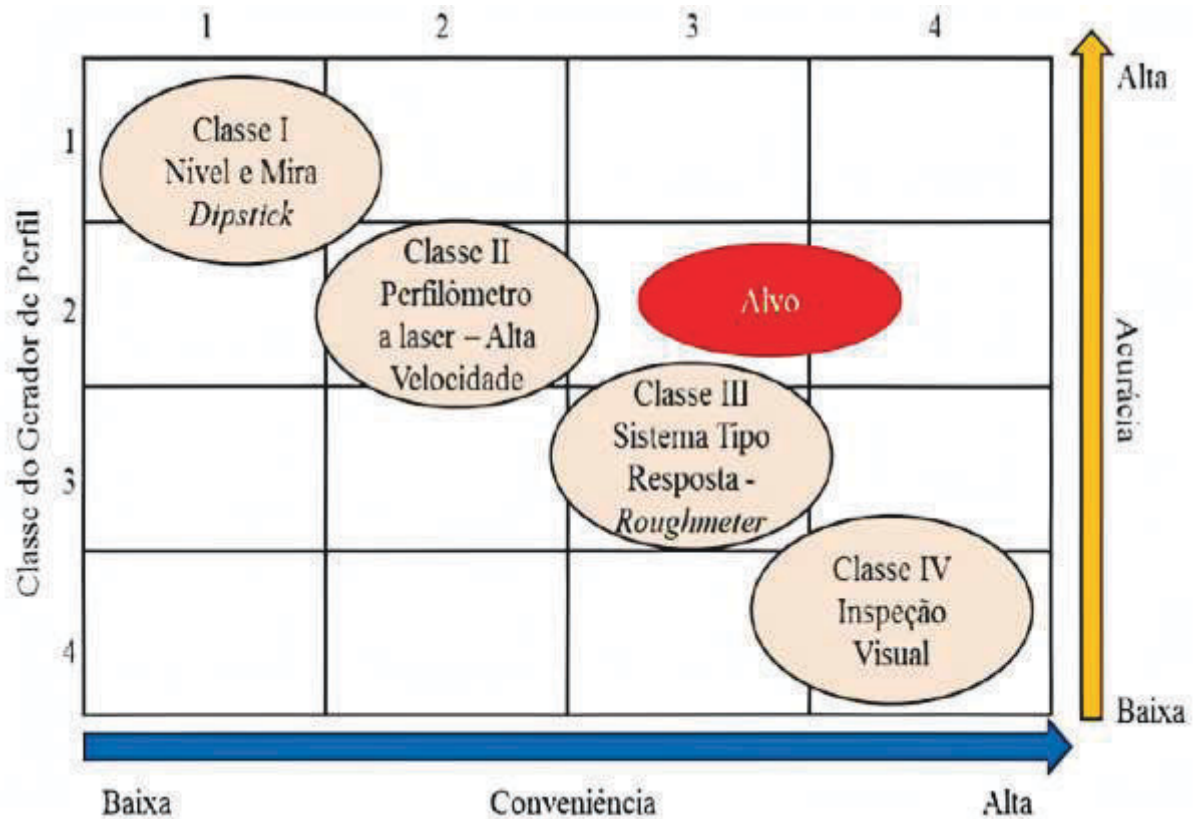 1 2 3 4
Alta
Classe I
Nivel e Mira
Dipstick
1
Classe II
Perfilômetro
a laser – Alta
Velocidade
2
Alvo
Classe III
Sistema Tipo
Resposta -
Roughmeter
3
Classe IV
Inspeção
Visual
4
Classe do Gerador de Perfil
Acurácia
Baixa
Baixa Conveniência Alta